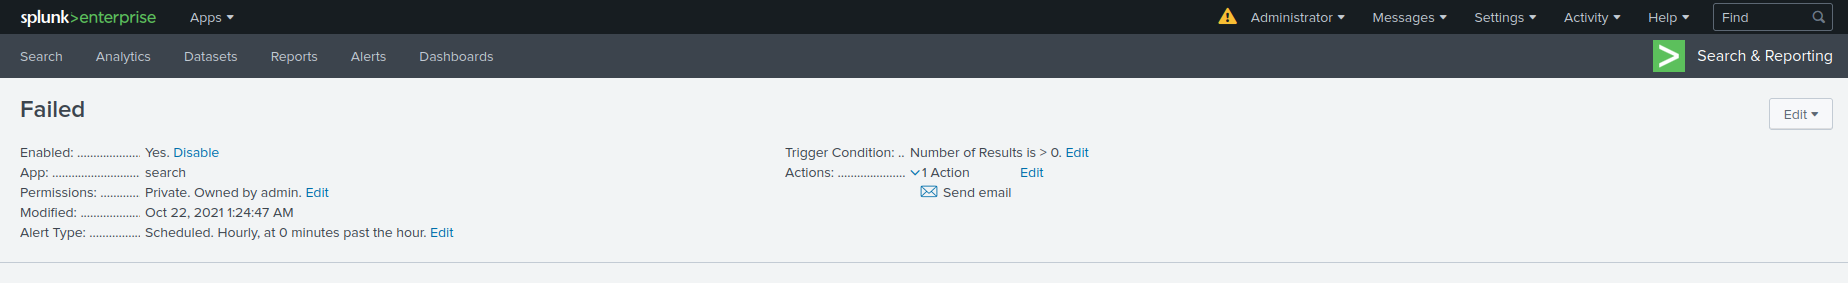 splunk>enterprise Apps Administrator Messages Settings Activity Help Find
Search Analytics Datasets Reports Alerts Dashboards Search & Reporting
Failed
Edit
Enabled: .................... Yes. Disable
App: ........................... search
Permissions: ............ Private. Owned by admin. Edit
Modified: ................... Oct 22, 2021 1:24:47 AM
Alert Type: ................ Scheduled. Hourly, at 0 minutes past the hour. Edit
Trigger Condition: .. Number of Results is > 0. Edit
Actions: ..................... 1 Action Edit
Send email